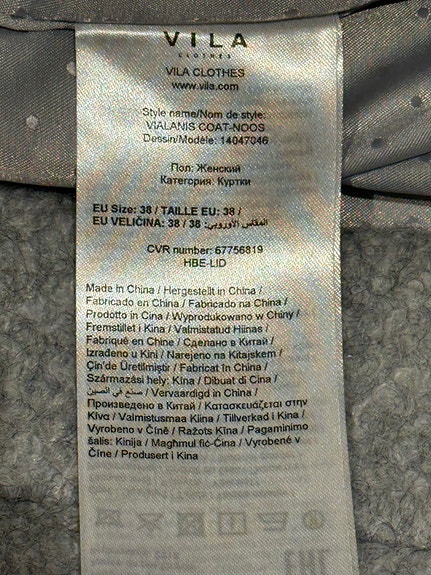 VILA
CLOTHES
VILA CLOTHES
www.vila.com
Style name/Nom de style:
VIALANIS COAT-NOOS
Dessin/Modèle: 14047046
Пол: Женский
Категория: Куртки
EU Size: 38 / TAILLE EU: 38 /
EU VELIČINA: 38 / 38 :المقاس الأوروبي
CVR number: 67756819
HBE-LID
Made in China / Hergestellt in China /
Fabricado en China / Fabricado na China /
Prodotto in Cina / Wyprodukowano w Chiny /
Fremstillet i Kina / Valmistatud Hiinas /
Fabriqué en Chine / Сделано в Китай /
Izrađeno u Kini / Narejeno na Kitajskem /
Çin'de Üretilmiştir / Fabricat în China /
Származási hely: Kína / Dibuat di Cina /
صنع في الصين / Vervaardigd in China /
Произведено в Китай / Κατασκευάζεται στην
Κίνα / Valmistusmaa Kiina / Tillverkad i Kina /
Vyrobeno v Číně / Ražots Ķīna / Pagaminimo
šalis: Kinija / Magħmul fiċ-Ċina / Vyrobené v
Číne / Produsert i Kina